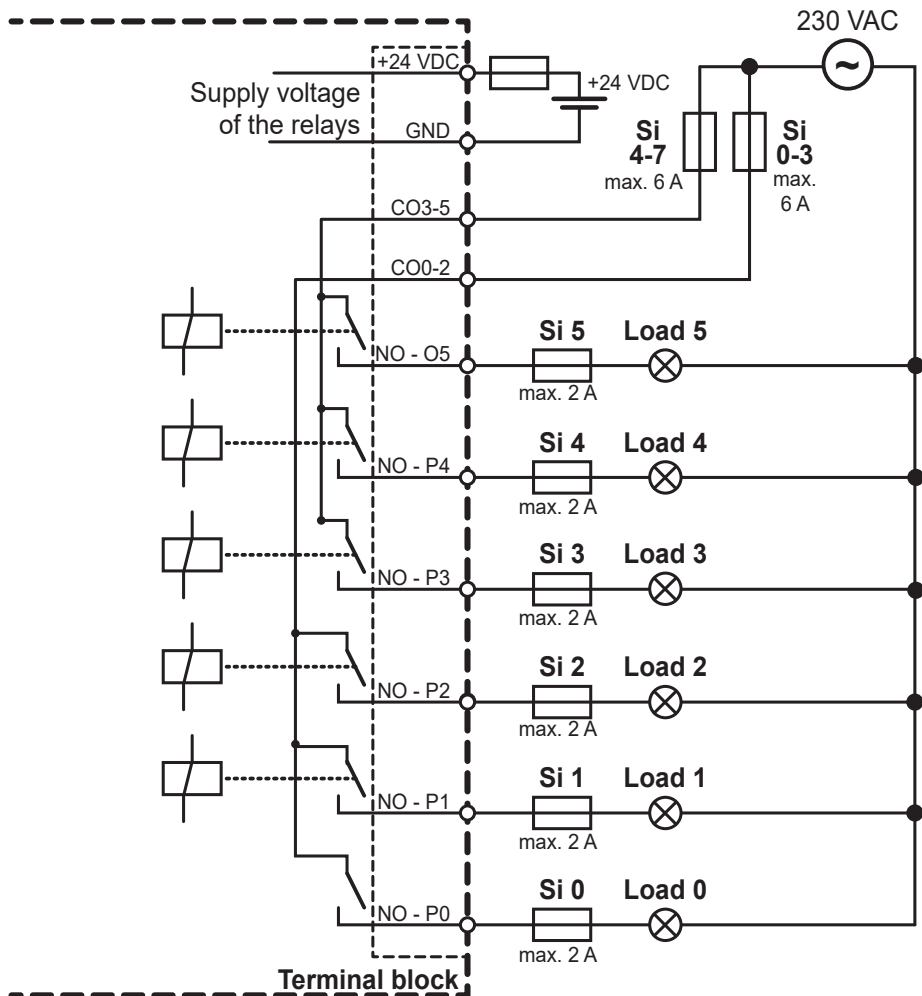 230 VAC
~
+24 VDC
Supply voltage
of the relays
+24 VDC
GND
Si
4-7
max. 6 A
Si
0-3
max.
6 A
CO3-5
CO0-2
Si 5
Load 5
NO - O5
max. 2 A
Si 4
Load 4
NO - P4
max. 2 A
Si 3
Load 3
NO - P3
max. 2 A
Si 2
Load 2
NO - P2
max. 2 A
Si 1
Load 1
NO - P1
max. 2 A
Si 0
Load 0
NO - P0
max. 2 A
Terminal block